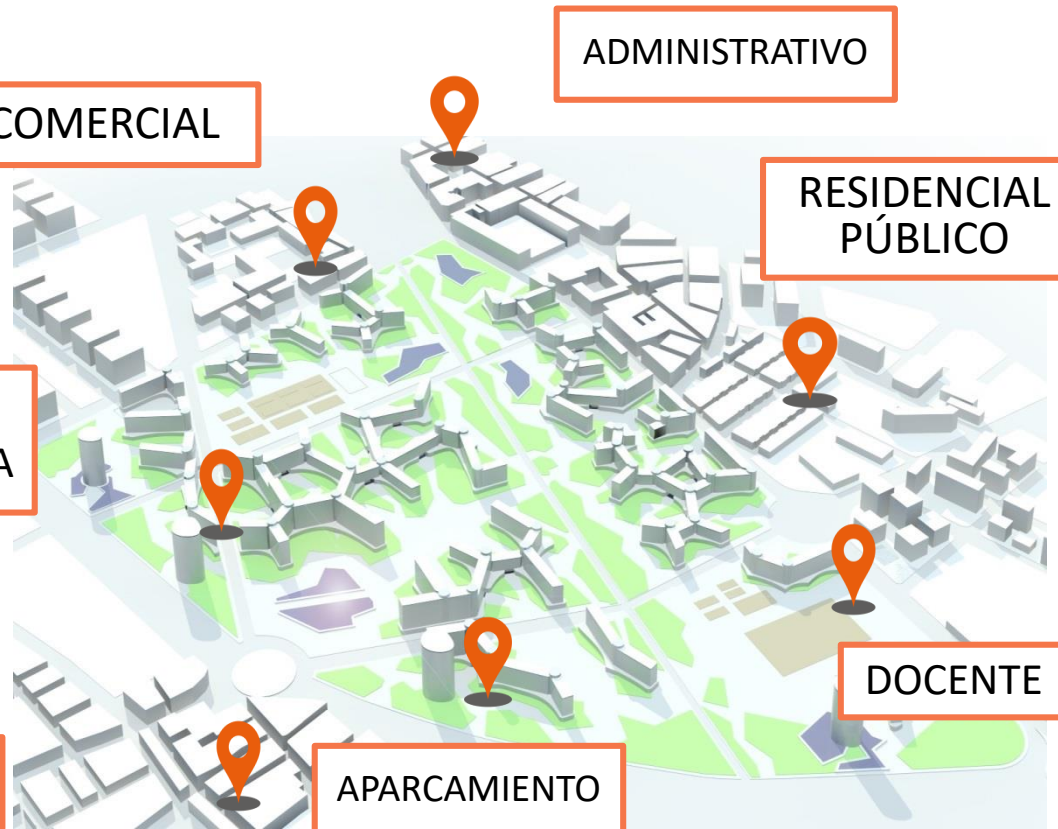 ADMINISTRATIVO
COMERCIAL
RESIDENCIAL
PÚBLICO
A
DOCENTE
APARCAMIENTO